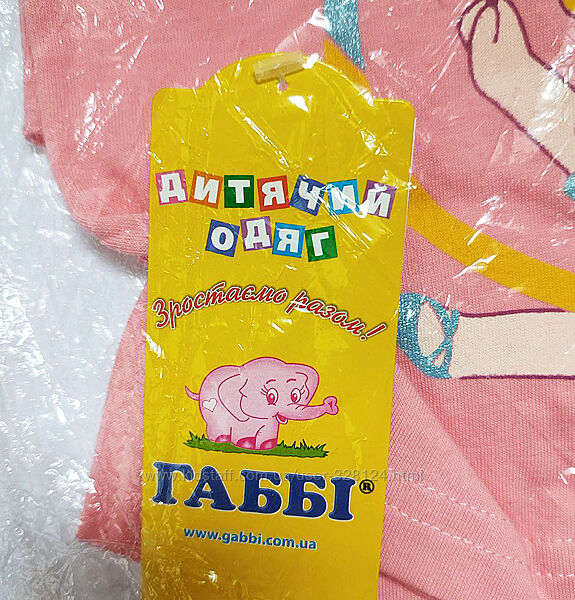 ДИТЯЧИЙ
ОДЯГ
Зростаємо разом!
ГАББІ®
www.gabbi.com.ua